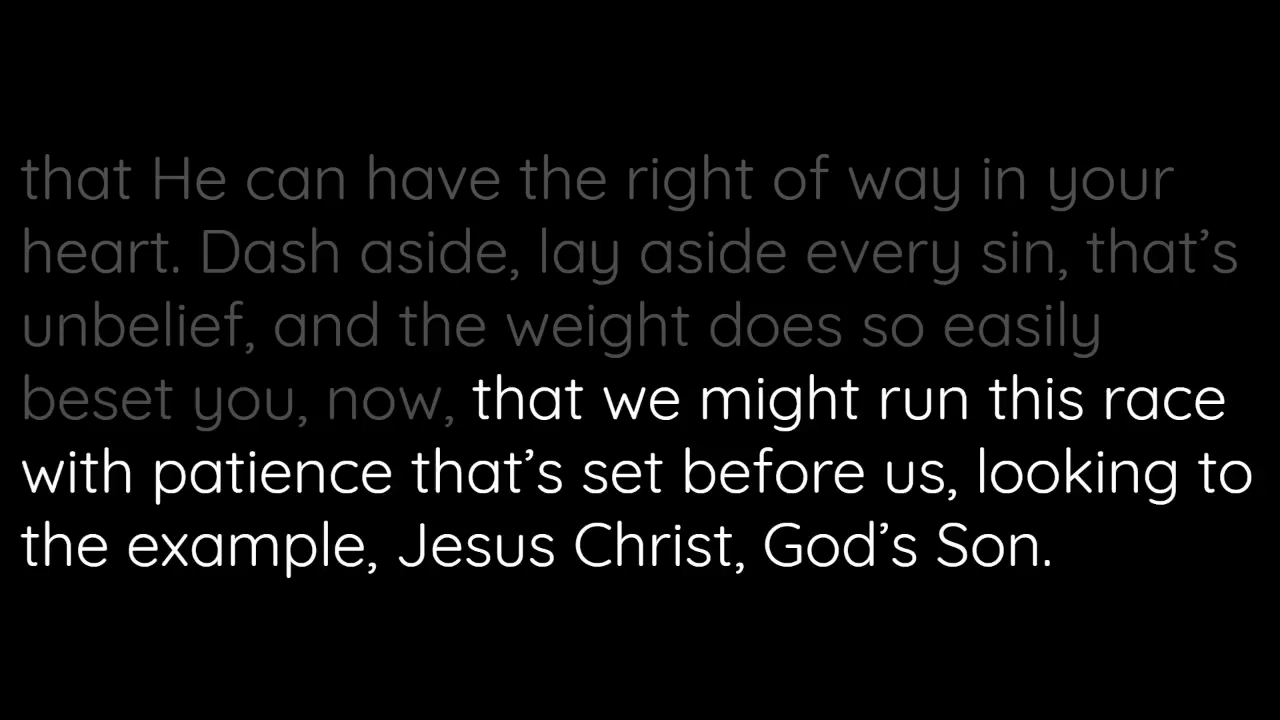 that He can have the right of way in your
heart. Dash aside, lay aside every sin, that’s
unbelief, and the weight does so easily
beset you, now, that we might run this race
with patience that’s set before us, looking to
the example, Jesus Christ, God’s Son.